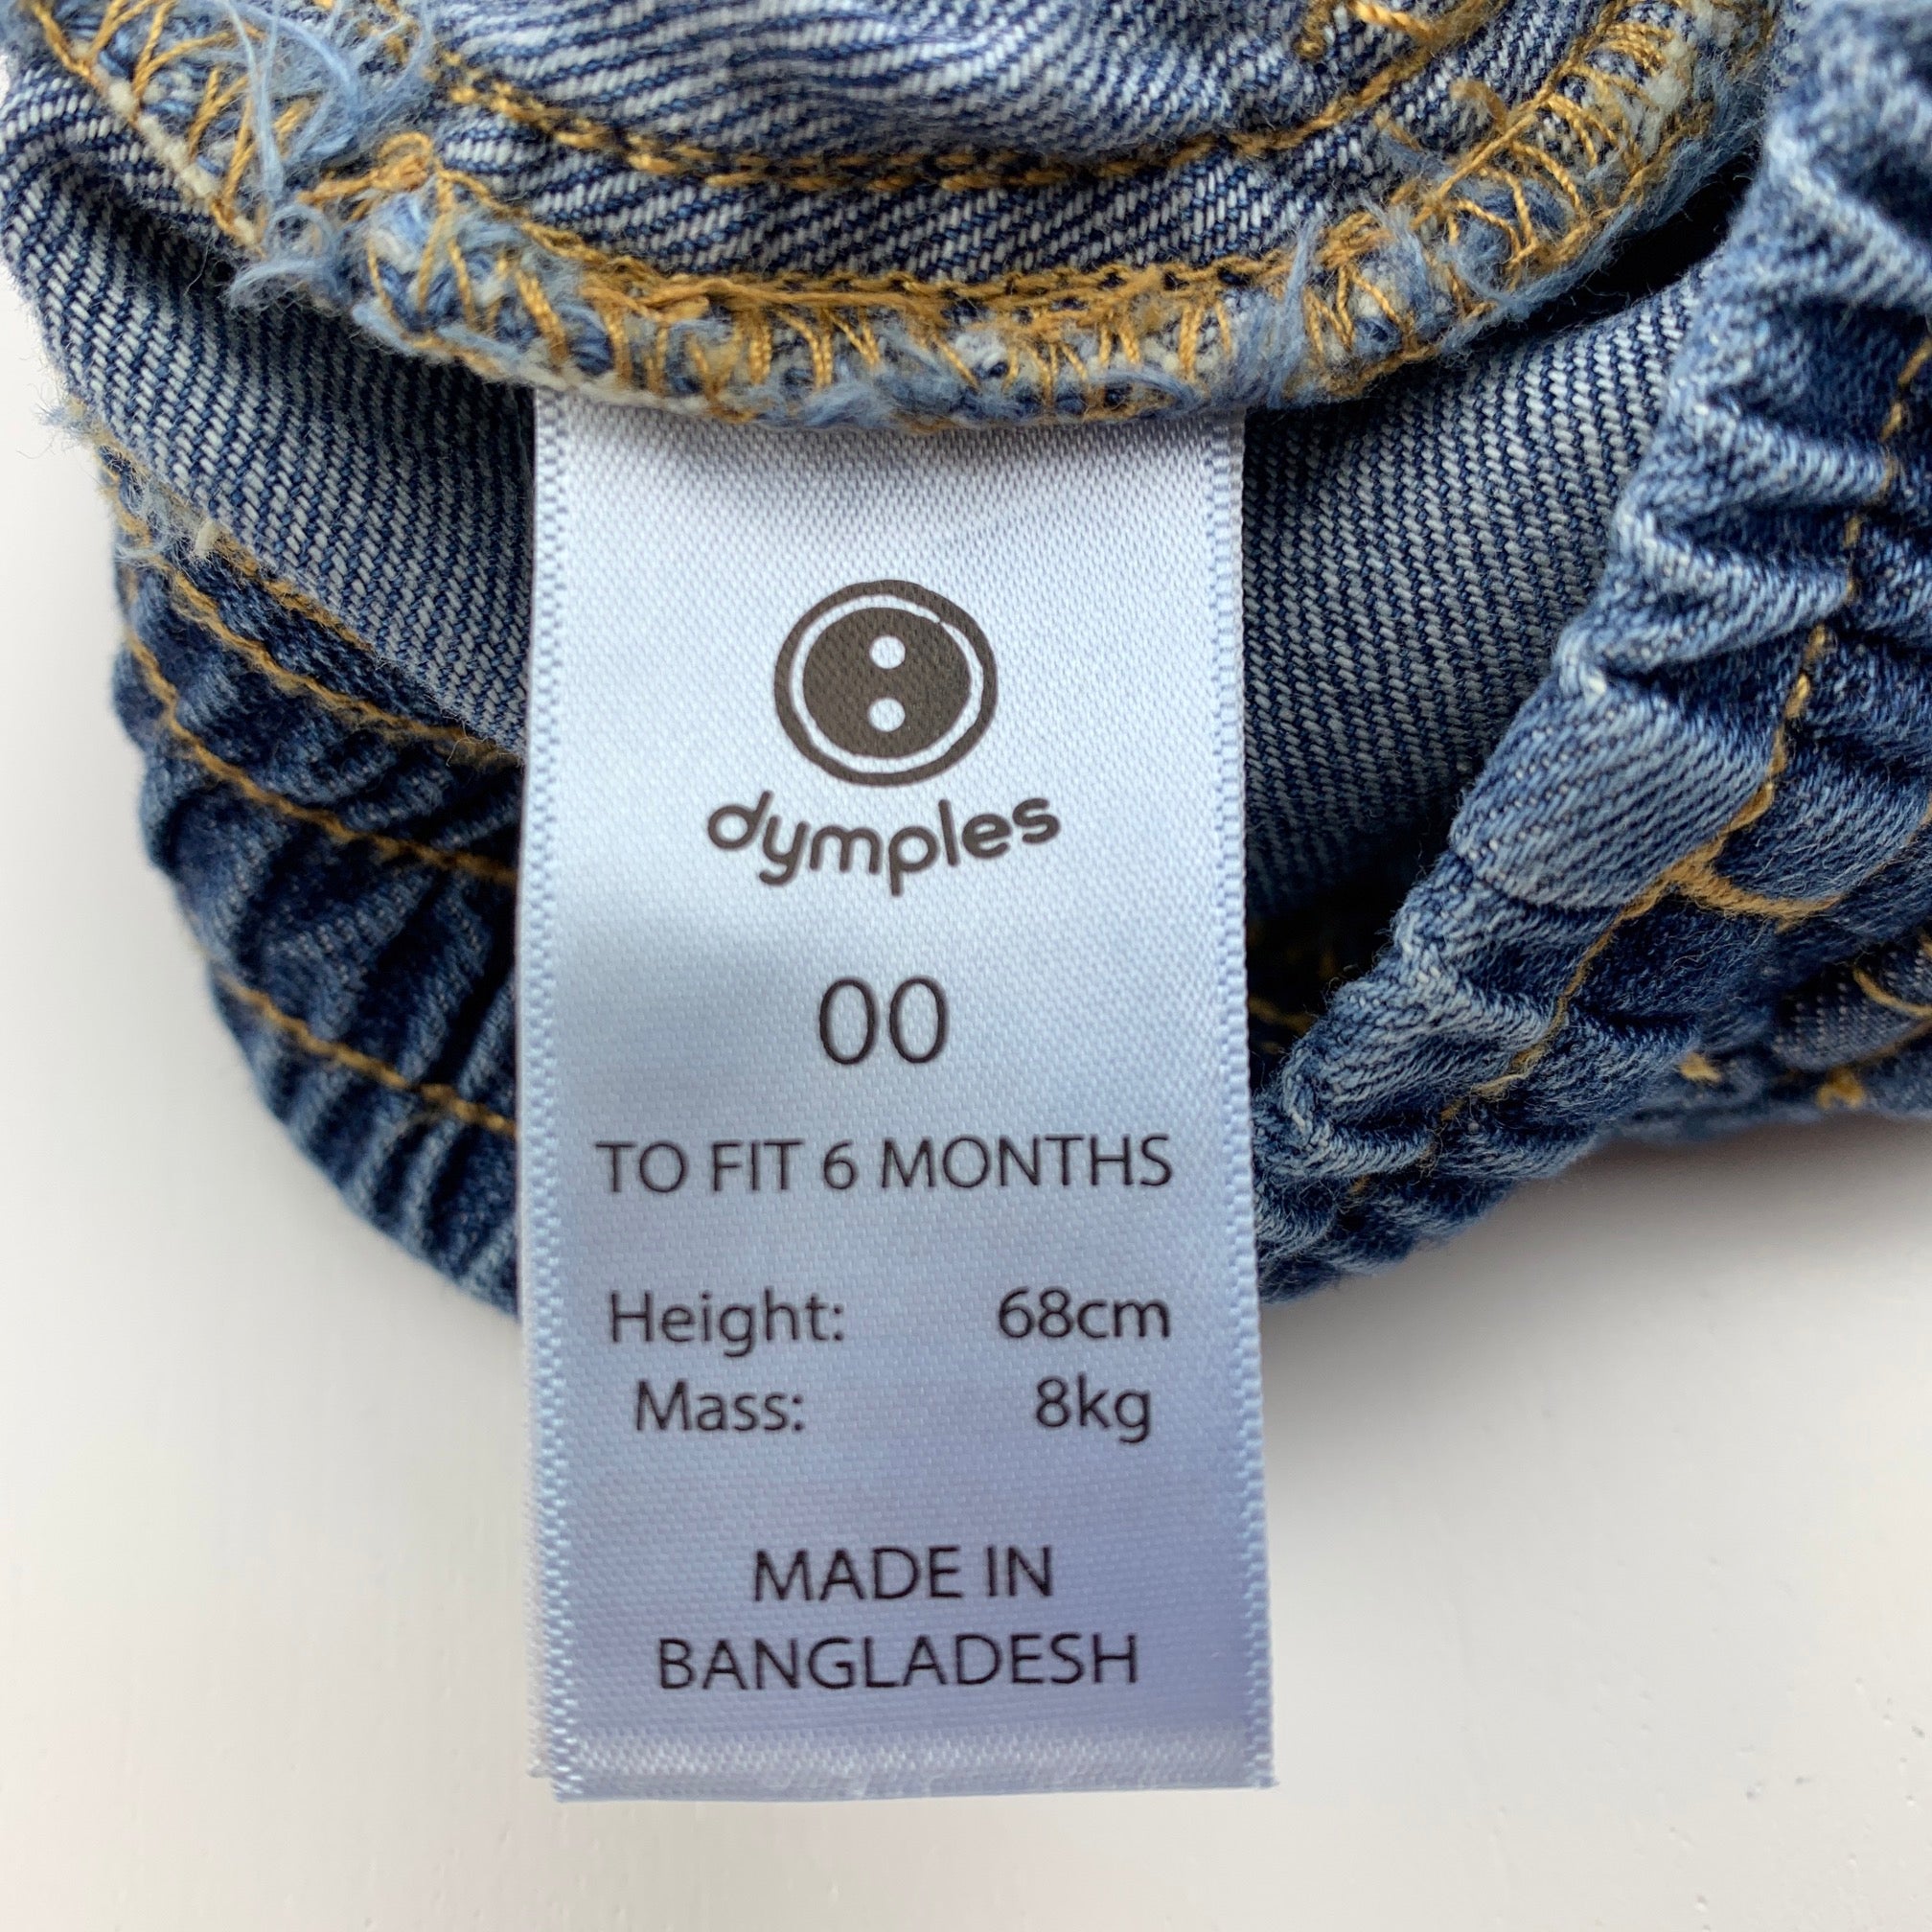 dymples
00
TO FIT 6 MONTHS
Height: 68cm
Mass: 8kg
MADE IN
BANGLADESH